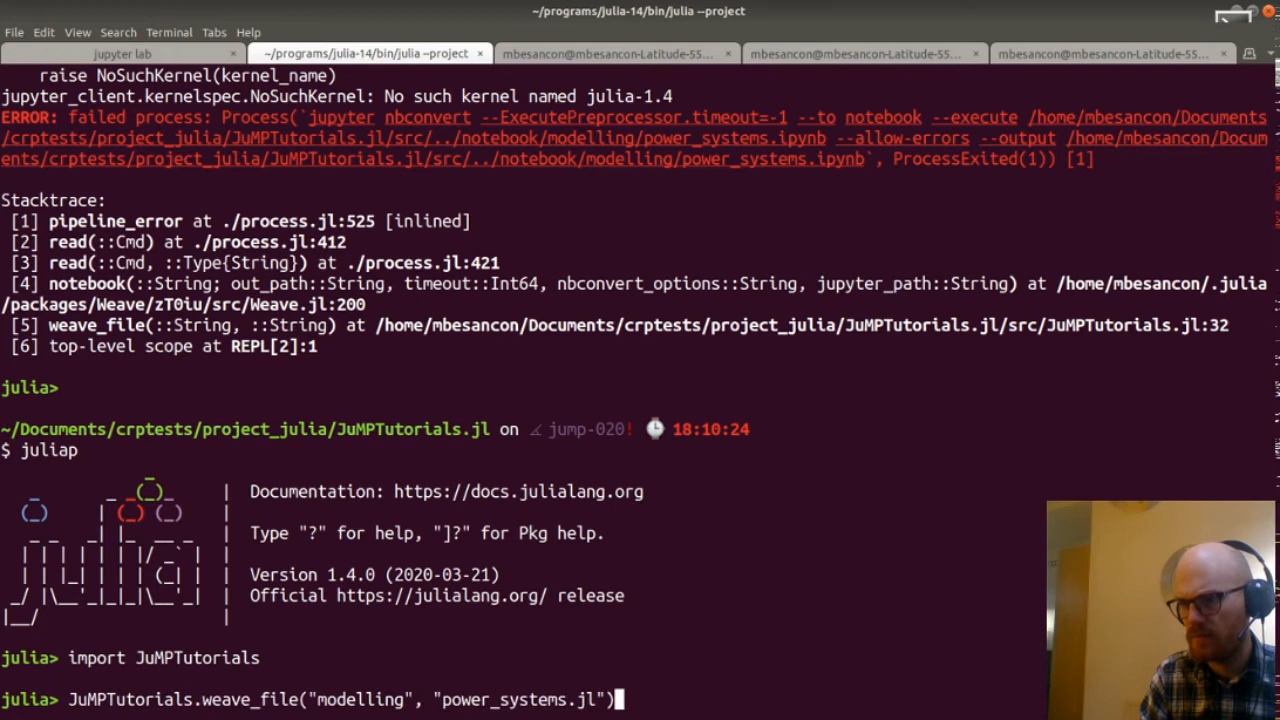 ~/programs/julia-14/bin/julia --project
File Edit View Search Terminal Tabs Help
jupyter lab × ~/programs/julia-14/bin/julia --project × mbesancon@mbesancon-Latitude-55... × mbesancon@mbesancon-Latitude-55... × mbesancon@mbesancon-Latitude-55... ×
raise NoSuchKernel(kernel_name)
jupyter_client.kernelspec.NoSuchKernel: No such kernel named julia-1.4
ERROR: failed process: Process(`jupyter nbconvert --ExecutePreprocessor.timeout=-1 --to notebook --execute /home/mbesancon/Documents
/crptests/project_julia/JuMPTutorials.jl/src/../notebook/modelling/power_systems.ipynb --allow-errors --output /home/mbesancon/Docum
ents/crptests/project_julia/JuMPTutorials.jl/src/../notebook/modelling/power_systems.ipynb`, ProcessExited(1)) [1]
Stacktrace:
[1] pipeline_error at ./process.jl:525 [inlined]
[2] read(::Cmd) at ./process.jl:412
[3] read(::Cmd, ::Type{String}) at ./process.jl:421
[4] notebook(::String; out_path::String, timeout::Int64, nbconvert_options::String, jupyter_path::String) at /home/mbesancon/.julia
/packages/Weave/zT0iu/src/Weave.jl:200
[5] weave_file(::String, ::String) at /home/mbesancon/Documents/crptests/project_julia/JuMPTutorials.jl/src/JuMPTutorials.jl:32
[6] top-level scope at REPL[2]:1
julia>
~/Documents/crptests/project_julia/JuMPTutorials.jl on jump-020! 18:10:24
$ juliap
Documentation: https://docs.julialang.org
Type "?" for help, "]?" for Pkg help.
Version 1.4.0 (2020-03-21)
Official https://julialang.org/ release
julia> import JuMPTutorials
julia> JuMPTutorials.weave_file("modelling", "power_systems.jl")